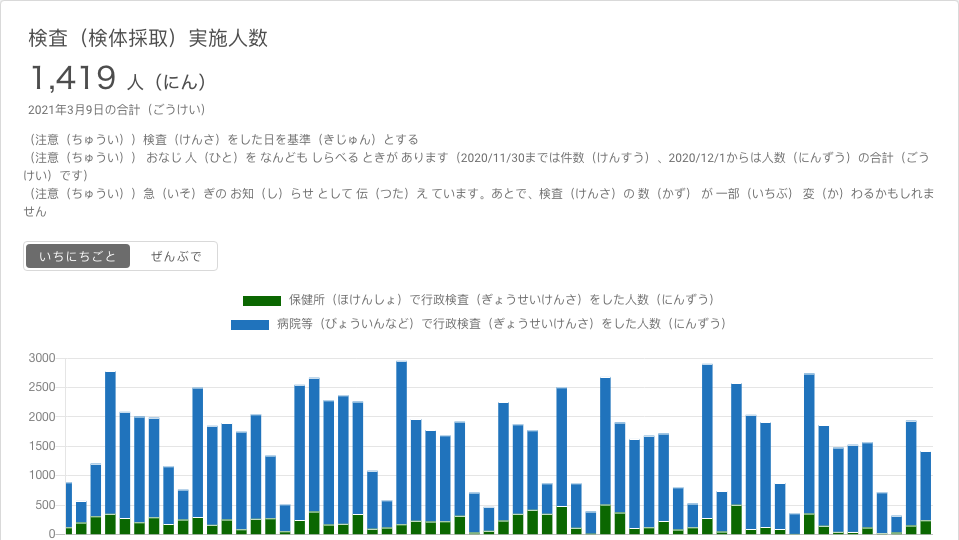 検査（検体採取）実施人数
1,419 人（にん）
2021年3月9日の合計（ごうけい）
（注意（ちゅうい））検査（けんさ）をした日を基準（きじゅん）とする
（注意（ちゅうい）） おなじ 人（ひと）を なんども しらべる ときが あります（2020/11/30までは件数（けんすう）、2020/12/1からは人数（にんずう）の合計（ごう
けい）です）
（注意（ちゅうい））急（いそ）ぎの お知（し）らせ として 伝（つた）え ています。あとで、検査（けんさ）の 数（かず） が 一部（いちぶ） 変（か）わるかもしれま
せん
いちにちごと ぜんぶで
保健所（ほけんしょ）で行政検査（ぎょうせいけんさ）をした人数（にんずう）
病院等（びょういんなど）で行政検査（ぎょうせいけんさ）をした人数（にんずう）
3000
2500
2000
1500
1000
500
0